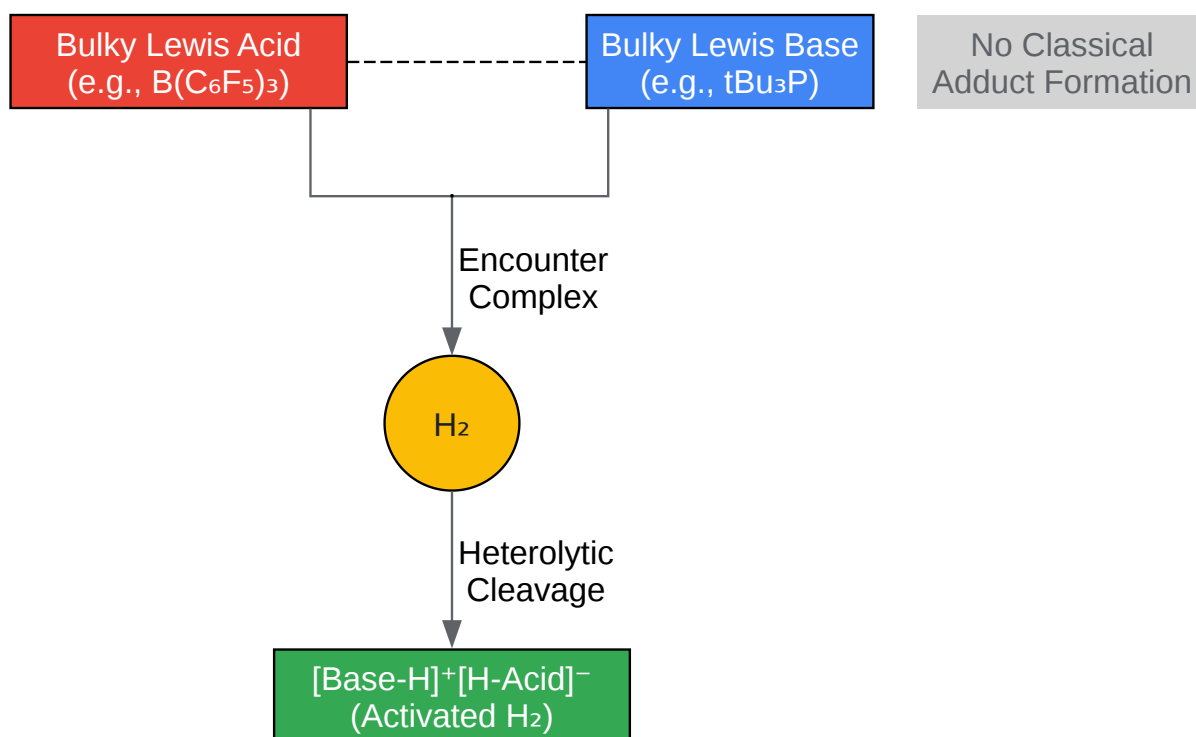 Bulky Lewis Acid
(e.g., B(C₆F₅)₃)
Bulky Lewis Base
(e.g., tBu₃P)
No Classical
Adduct Formation
Encounter
Complex
H₂
Heterolytic
Cleavage
[Base-H]⁺[H-Acid]⁻
(Activated H₂)